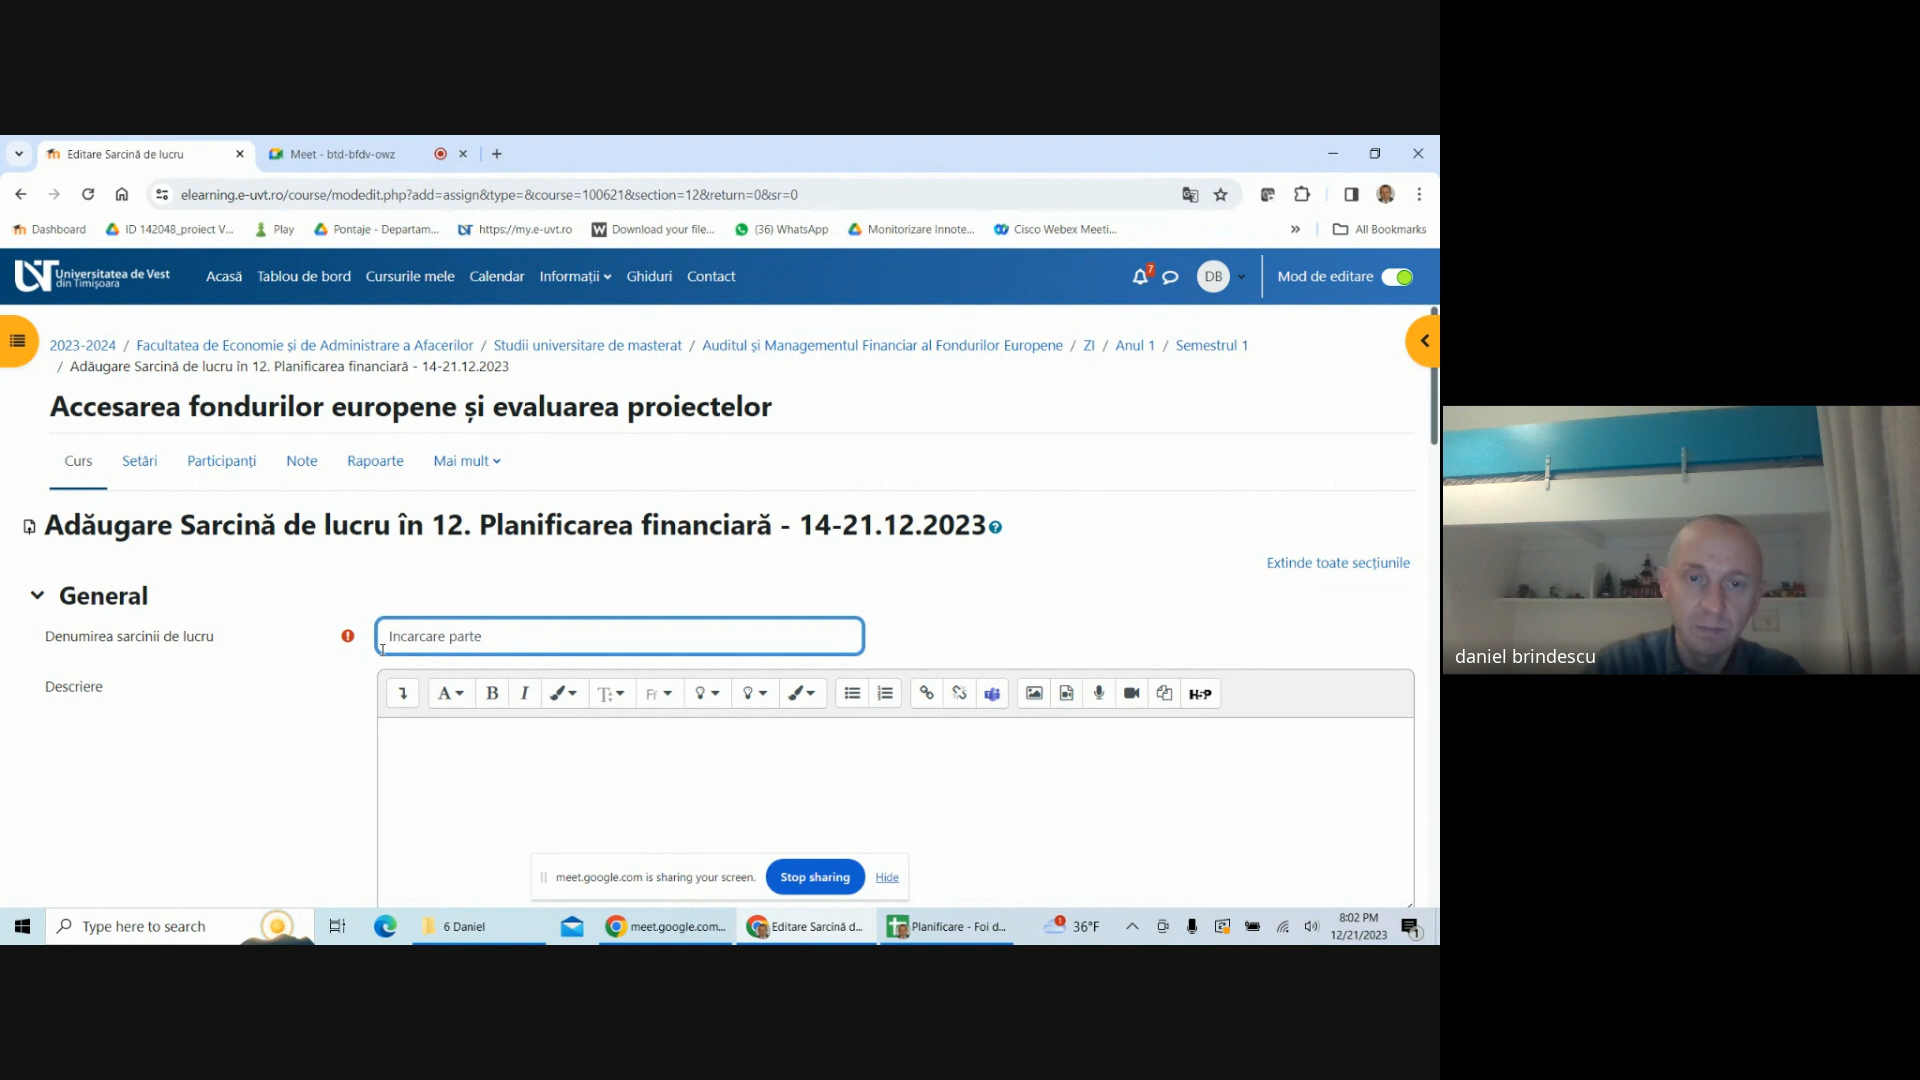 Editare Sarcină de lucru
Meet - btd-bfdv-owz
elearning.e-uvt.ro/course/modedit.php?add=assign&type=&course=100621&section=12&return=0&sr=0
Dashboard
ID 142048_proiect V...
Play
Pontaje - Departam...
https://my.e-uvt.ro
Download your file...
(36) WhatsApp
Monitorizare Innote...
Cisco Webex Meeti...
»
All Bookmarks
Universitatea de Vest
din Timișoara
Acasă
Tablou de bord
Cursurile mele
Calendar
Informații
Ghiduri
Contact
7
DB
Mod de editare
2023-2024 / Facultatea de Economie și de Administrare a Afacerilor / Studii universitare de masterat / Auditul și Managementul Financiar al Fondurilor Europene / ZI / Anul 1 / Semestrul 1
/ Adăugare Sarcină de lucru în 12. Planificarea financiară - 14-21.12.2023
Accesarea fondurilor europene și evaluarea proiectelor
Curs
Setări
Participanți
Note
Rapoarte
Mai mult
Adăugare Sarcină de lucru în 12. Planificarea financiară - 14-21.12.2023
Extinde toate secțiunile
General
Denumirea sarcinii de lucru
Incarcare parte
Descriere
A
B
I
T
Ff
H-P
daniel brindescu
meet.google.com is sharing your screen.
Stop sharing
Hide
Type here to search
6 Daniel
meet.google.com...
Editare Sarcină d...
Planificare - Foi d...
1
36°F
8:02 PM
12/21/2023
1